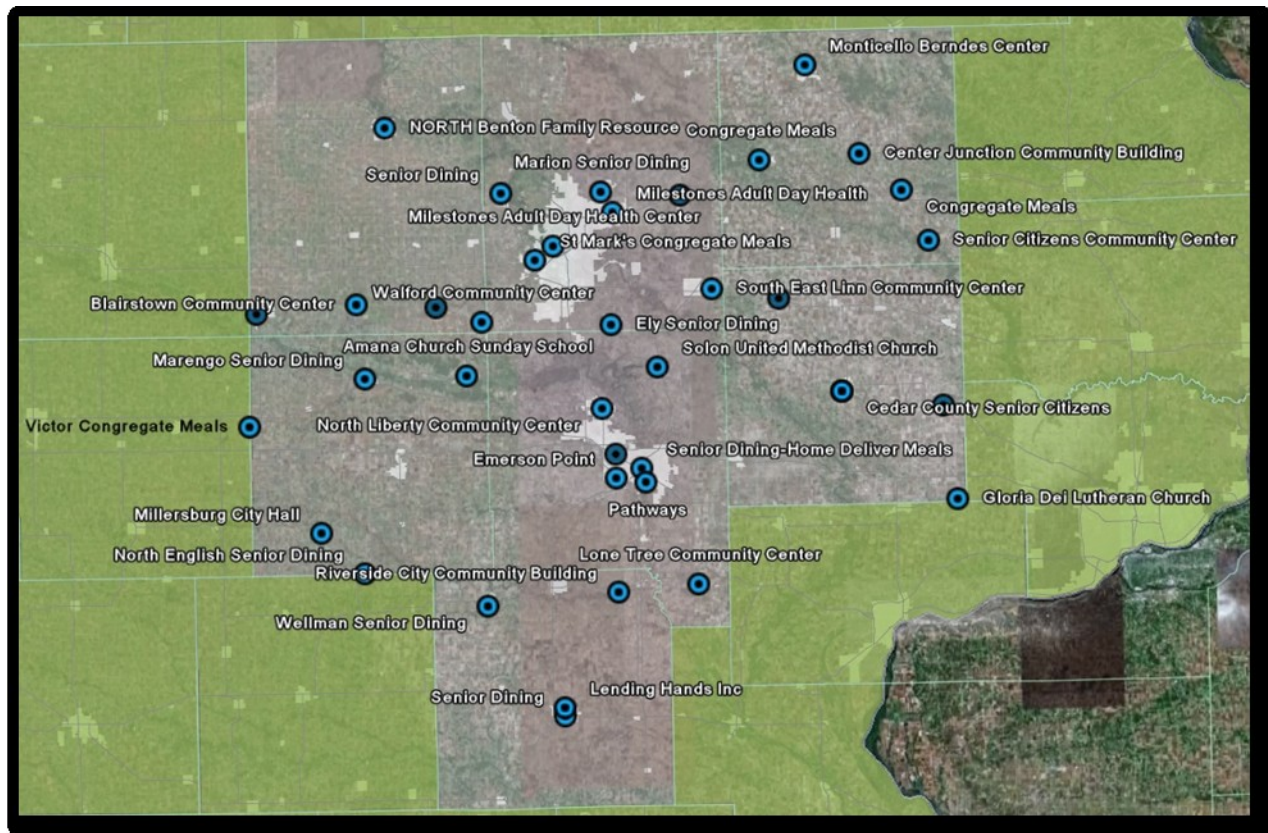 Monticello Berndes Center
NORTH Benton Family Resource
Congregate Meals
Center Junction Community Building
Marion Senior Dining
Senior Dining
Milestones Adult Day Health
Congregate Meals
Milestones Adult Day Health Center
St Mark's Congregate Meals
Senior Citizens Community Center
South East Linn Community Center
Walford Community Center
Blairstown Community Center
Ely Senior Dining
Amana Church Sunday School
Solon United Methodist Church
Marengo Senior Dining
Cedar County Senior Citizens
Victor Congregate Meals
North Liberty Community Center
Senior Dining-Home Deliver Meals
Emerson Point
Gloria Dei Lutheran Church
Pathways
Millersburg City Hall
North English Senior Dining
Lone Tree Community Center
Riverside City Community Building
Wellman Senior Dining
Lending Hands Inc
Senior Dining